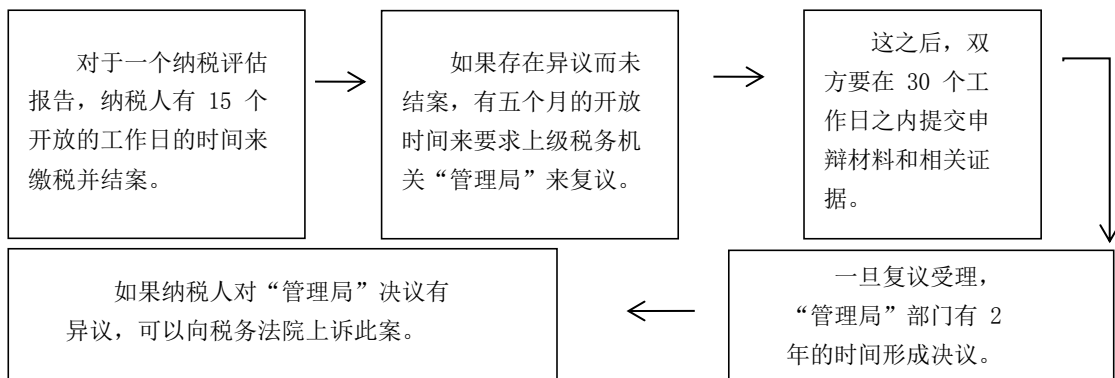 对于一个纳税评估
报告，纳税人有 15 个
开放的工作日的时间来
缴税并结案。
如果存在异议而未
结案，有五个月的开放
时间来要求上级税务机
关“管理局”来复议。
这之后，双
方要在 30 个工
作日之内提交申
辩材料和相关证
据。
一旦复议受理，
“管理局”部门有 2
年的时间形成决议。
如果纳税人对“管理局”决议有
异议，可以向税务法院上诉此案。